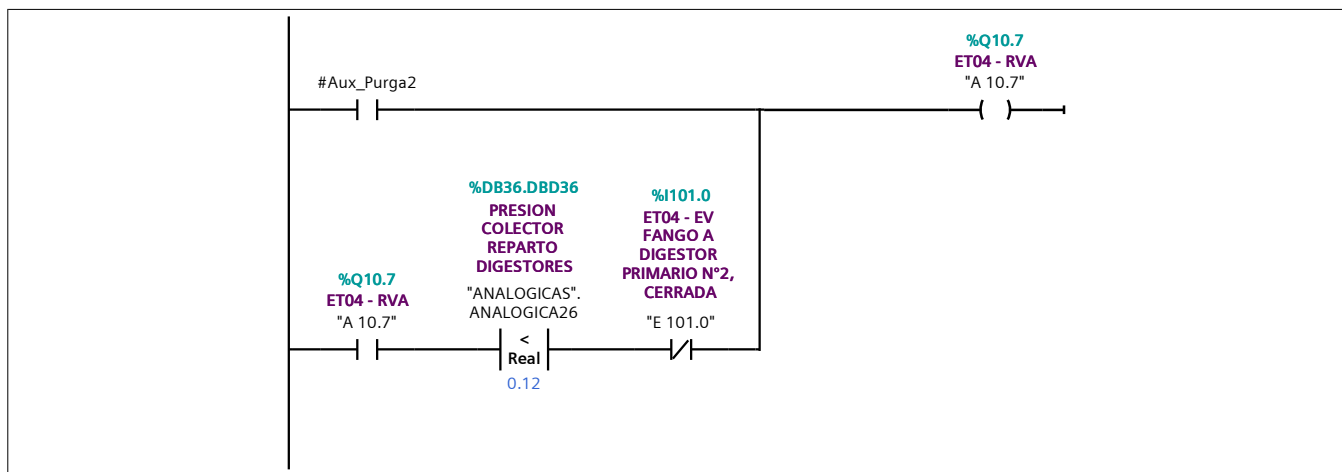 %Q10.7
ET04 - RVA
"A 10.7"
#Aux_Purga2
%DB36.DBD36
PRESION
COLECTOR
REPARTO
DIGESTORES
"ANALOGICAS".
ANALOGICA26
%I101.0
ET04 - EV
FANGO A
DIGESTOR
PRIMARIO N°2,
CERRADA
"E 101.0"
%Q10.7
ET04 - RVA
"A 10.7"
<
Real
0.12